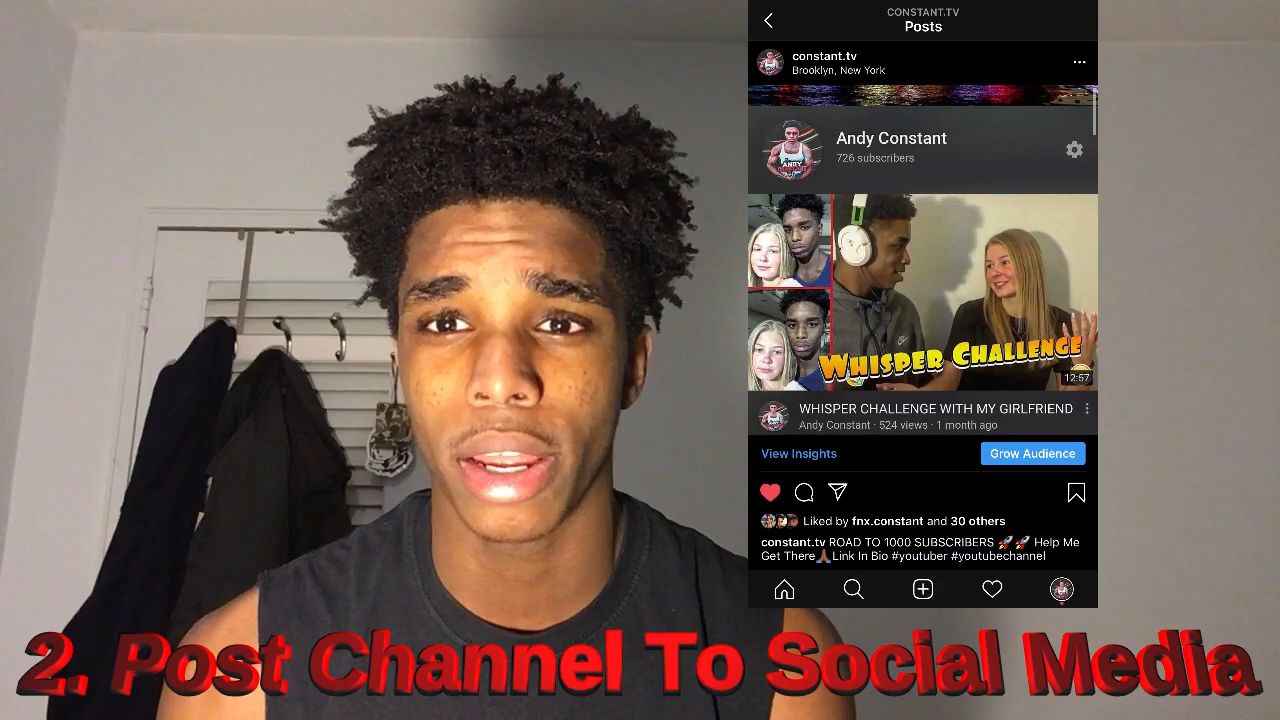 CONSTANT.TV
Posts
constant.tv
Brooklyn, New York
Andy Constant
726 subscribers
ANDY
WHISPER CHALLENGE
12:57
WHISPER CHALLENGE WITH MY GIRLFRIEND
Andy Constant · 524 views · 1 month ago
View Insights
Grow Audience
Liked by fnx.constant and 30 others
constant.tv ROAD TO 1000 SUBSCRIBERS 🚀🚀 Help Me
Get There🙏🏾Link In Bio #youtuber #youtubechannel
2. Post Channel To Social Media